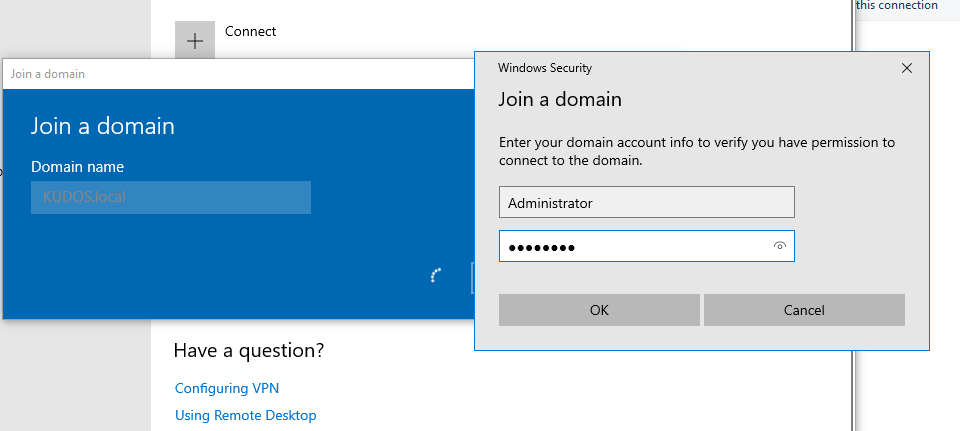 this connection
Connect
Join a domain
Join a domain
Domain name
KUDOS.local
Windows Security
Join a domain
Enter your domain account info to verify you have permission to
connect to the domain.
Administrator
••••••••
OK
Cancel
Have a question?
Configuring VPN
Using Remote Desktop